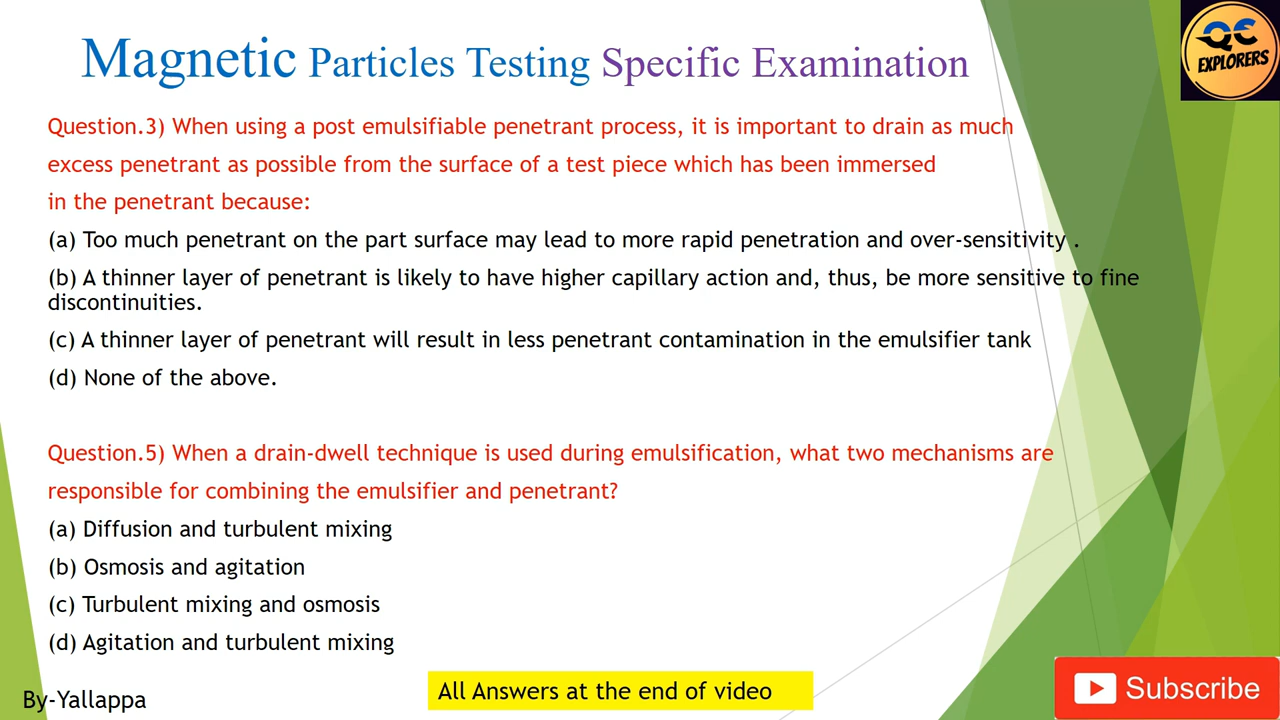 Magnetic Particles Testing Specific Examination
QC
EXPLORERS
Question.3) When using a post emulsifiable penetrant process, it is important to drain as much
excess penetrant as possible from the surface of a test piece which has been immersed
in the penetrant because:
(a) Too much penetrant on the part surface may lead to more rapid penetration and over-sensitivity .
(b) A thinner layer of penetrant is likely to have higher capillary action and, thus, be more sensitive to fine
discontinuities.
(c) A thinner layer of penetrant will result in less penetrant contamination in the emulsifier tank
(d) None of the above.
Question.5) When a drain-dwell technique is used during emulsification, what two mechanisms are
responsible for combining the emulsifier and penetrant?
(a) Diffusion and turbulent mixing
(b) Osmosis and agitation
(c) Turbulent mixing and osmosis
(d) Agitation and turbulent mixing
By-Yallappa
All Answers at the end of video
Subscribe